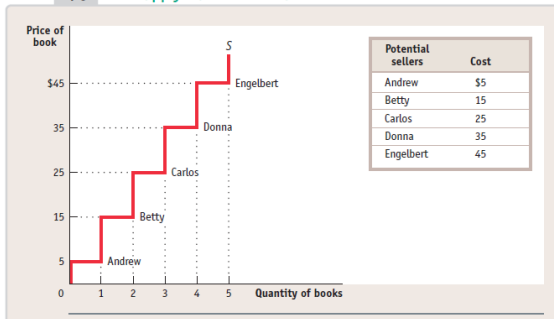 Price of
book
S
$45
Engelbert
35
Donna
25
Carlos
15
Betty
5
Andrew
0 1 2 3 4 5 Quantity of books
Potential
sellers Cost
Andrew $5
Betty 15
Carlos 25
Donna 35
Engelbert 45